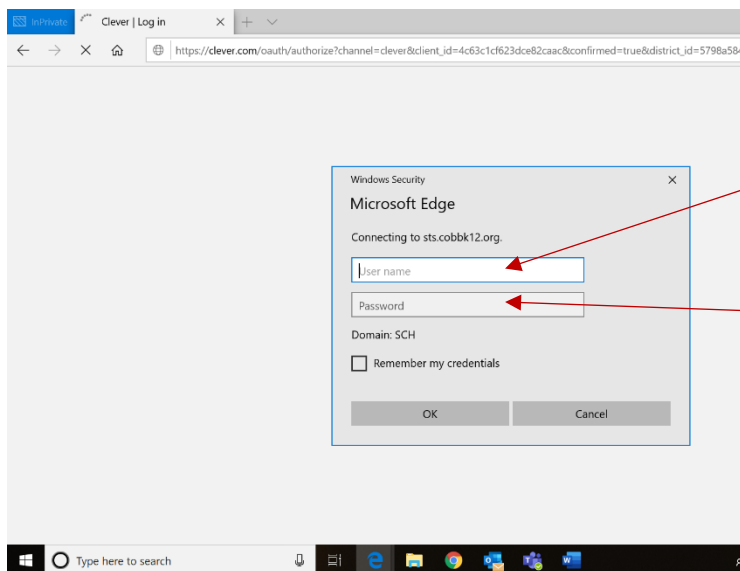 InPrivate
Clever | Log in
https://clever.com/oauth/authorize?channel=clever&client_id=4c63c1cf623dce82caac&confirmed=true&district_id=5798a584
Windows Security
Microsoft Edge
Connecting to sts.cobbk12.org.
User name
Password
Domain: SCH
Remember my credentials
OK
Cancel
Type here to search